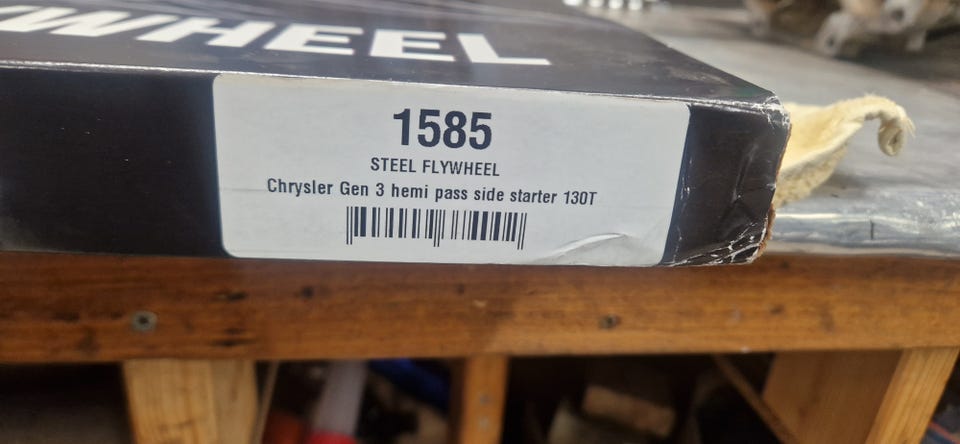 WHEEL
1585
STEEL FLYWHEEL
Chrysler Gen 3 hemi pass side starter 130T